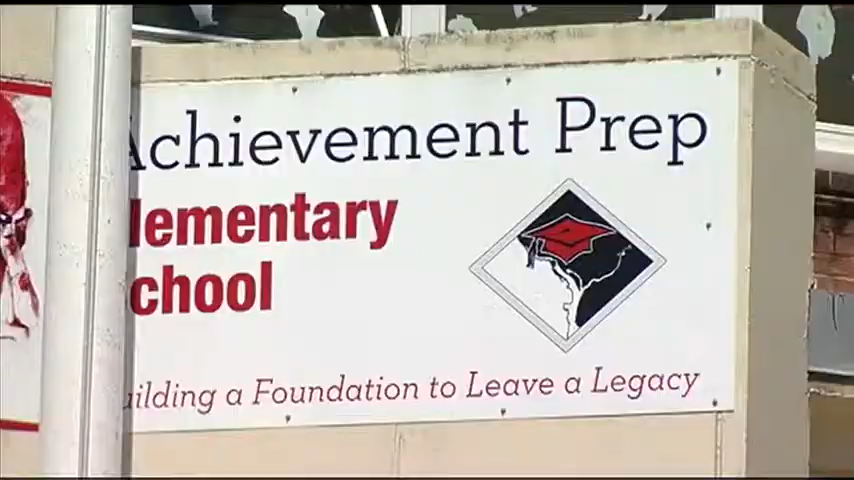 Achievement Prep
lementary
chool
uilding a Foundation to Leave a Legacy